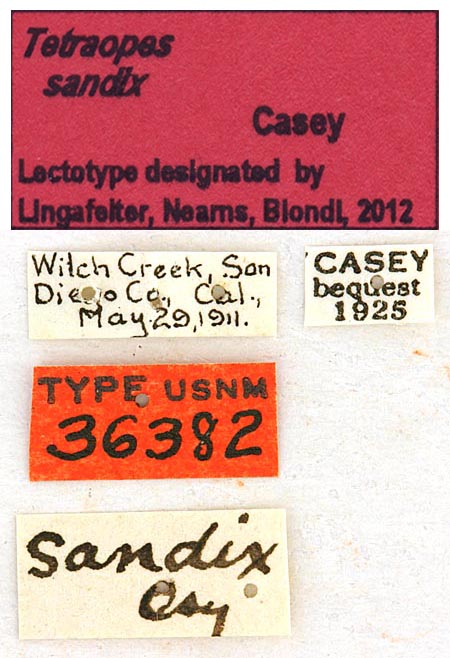 Tetraopes
sandix
Casey
Lectotype designated by
Lingafelter, Nearns, Biondi, 2012
Wilch Creek, San
Diego Co., Cal.,
May 29, 1911.
CASEY
bequest
1925
TYPE USNM
36382
Sandix
Csy